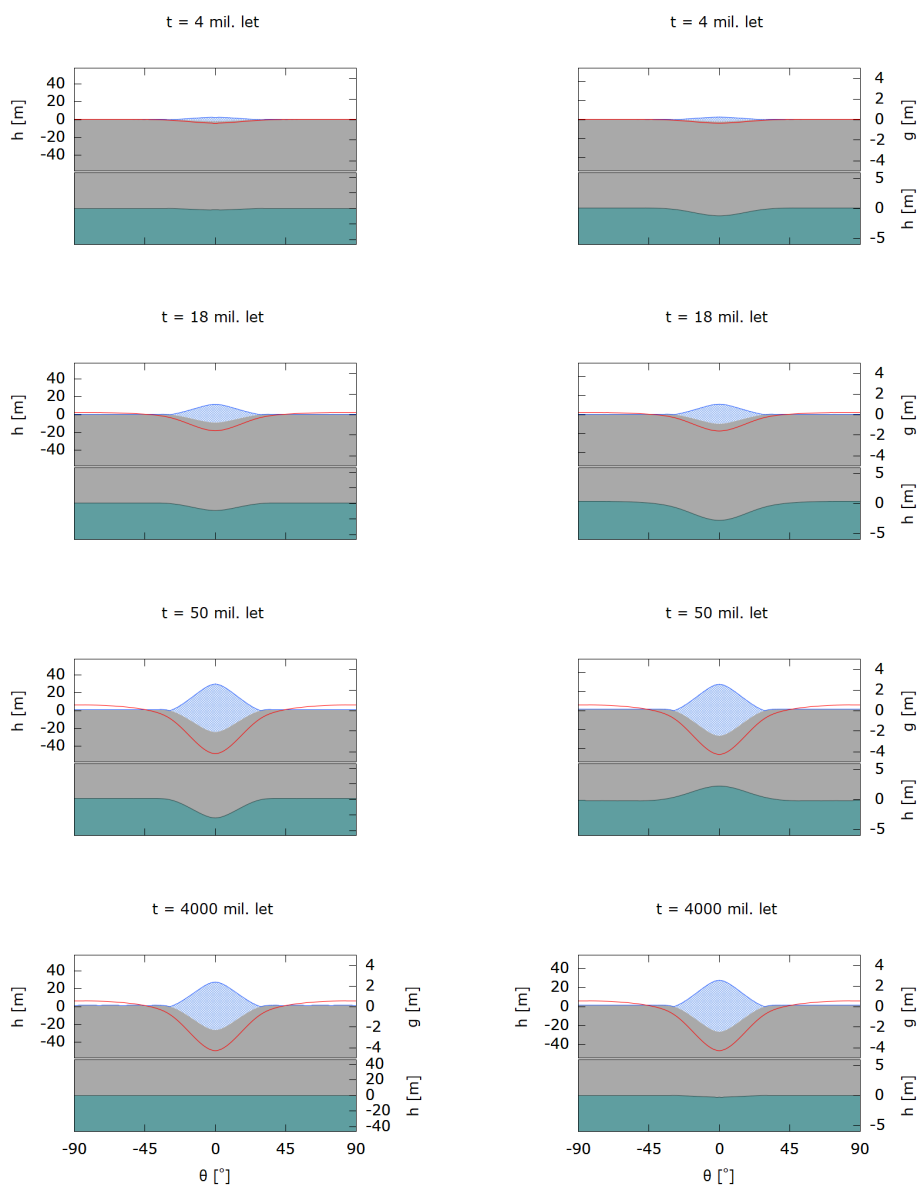 t = 4 mil. let t = 4 mil. let
40 4
20 2
h [m] 0 0 g [m]
-20 -2
-40 -4
5
0 h [m]
-5
t = 18 mil. let t = 18 mil. let
40 4
20 2
h [m] 0 0 g [m]
-20 -2
-40 -4
5
0 h [m]
-5
t = 50 mil. let t = 50 mil. let
40 4
20 2
h [m] 0 0 g [m]
-20 -2
-40 -4
5
0 h [m]
-5
t = 4000 mil. let t = 4000 mil. let
40 4 40 4
20 2 20 2
h [m] 0 0 g [m] h [m] 0 0 g [m]
-20 -2 -20 -2
-40 -4 -40 -4
40 5
20
0 h [m] 0 h [m]
-20
-40 -5
-90 -45 0 45 90 -90 -45 0 45 90
θ [°] θ [°]